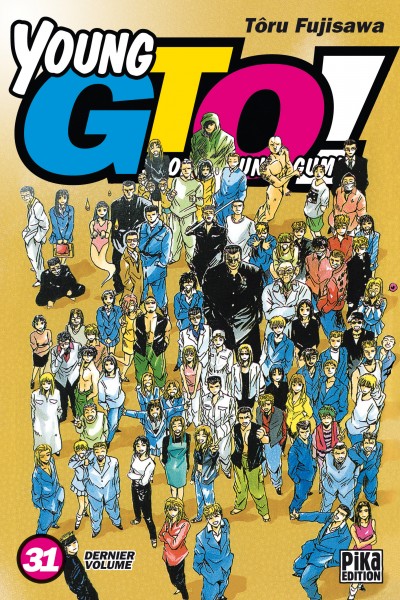 Tôru Fujisawa
YOUNG
GTO!
31
DERNIER
VOLUME
PIKA
EDITION